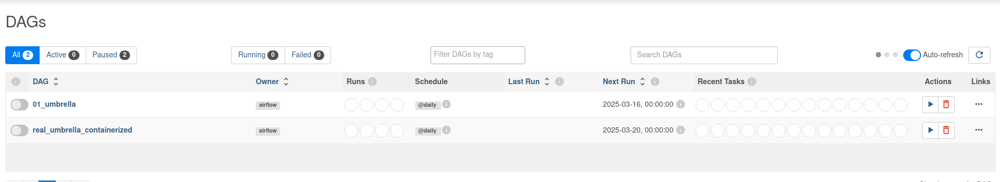 DAGs
All 2 Active 0 Paused 2 Running 0 Failed 0 Filter DAGs by tag Search DAGs Auto-refresh
i DAG Owner Runs i Schedule Last Run i Next Run i Recent Tasks i Actions Links
01_umbrella airflow @daily i 2025-03-16, 00:00:00 i
real_umbrella_containerized airflow @daily i 2025-03-20, 00:00:00 i